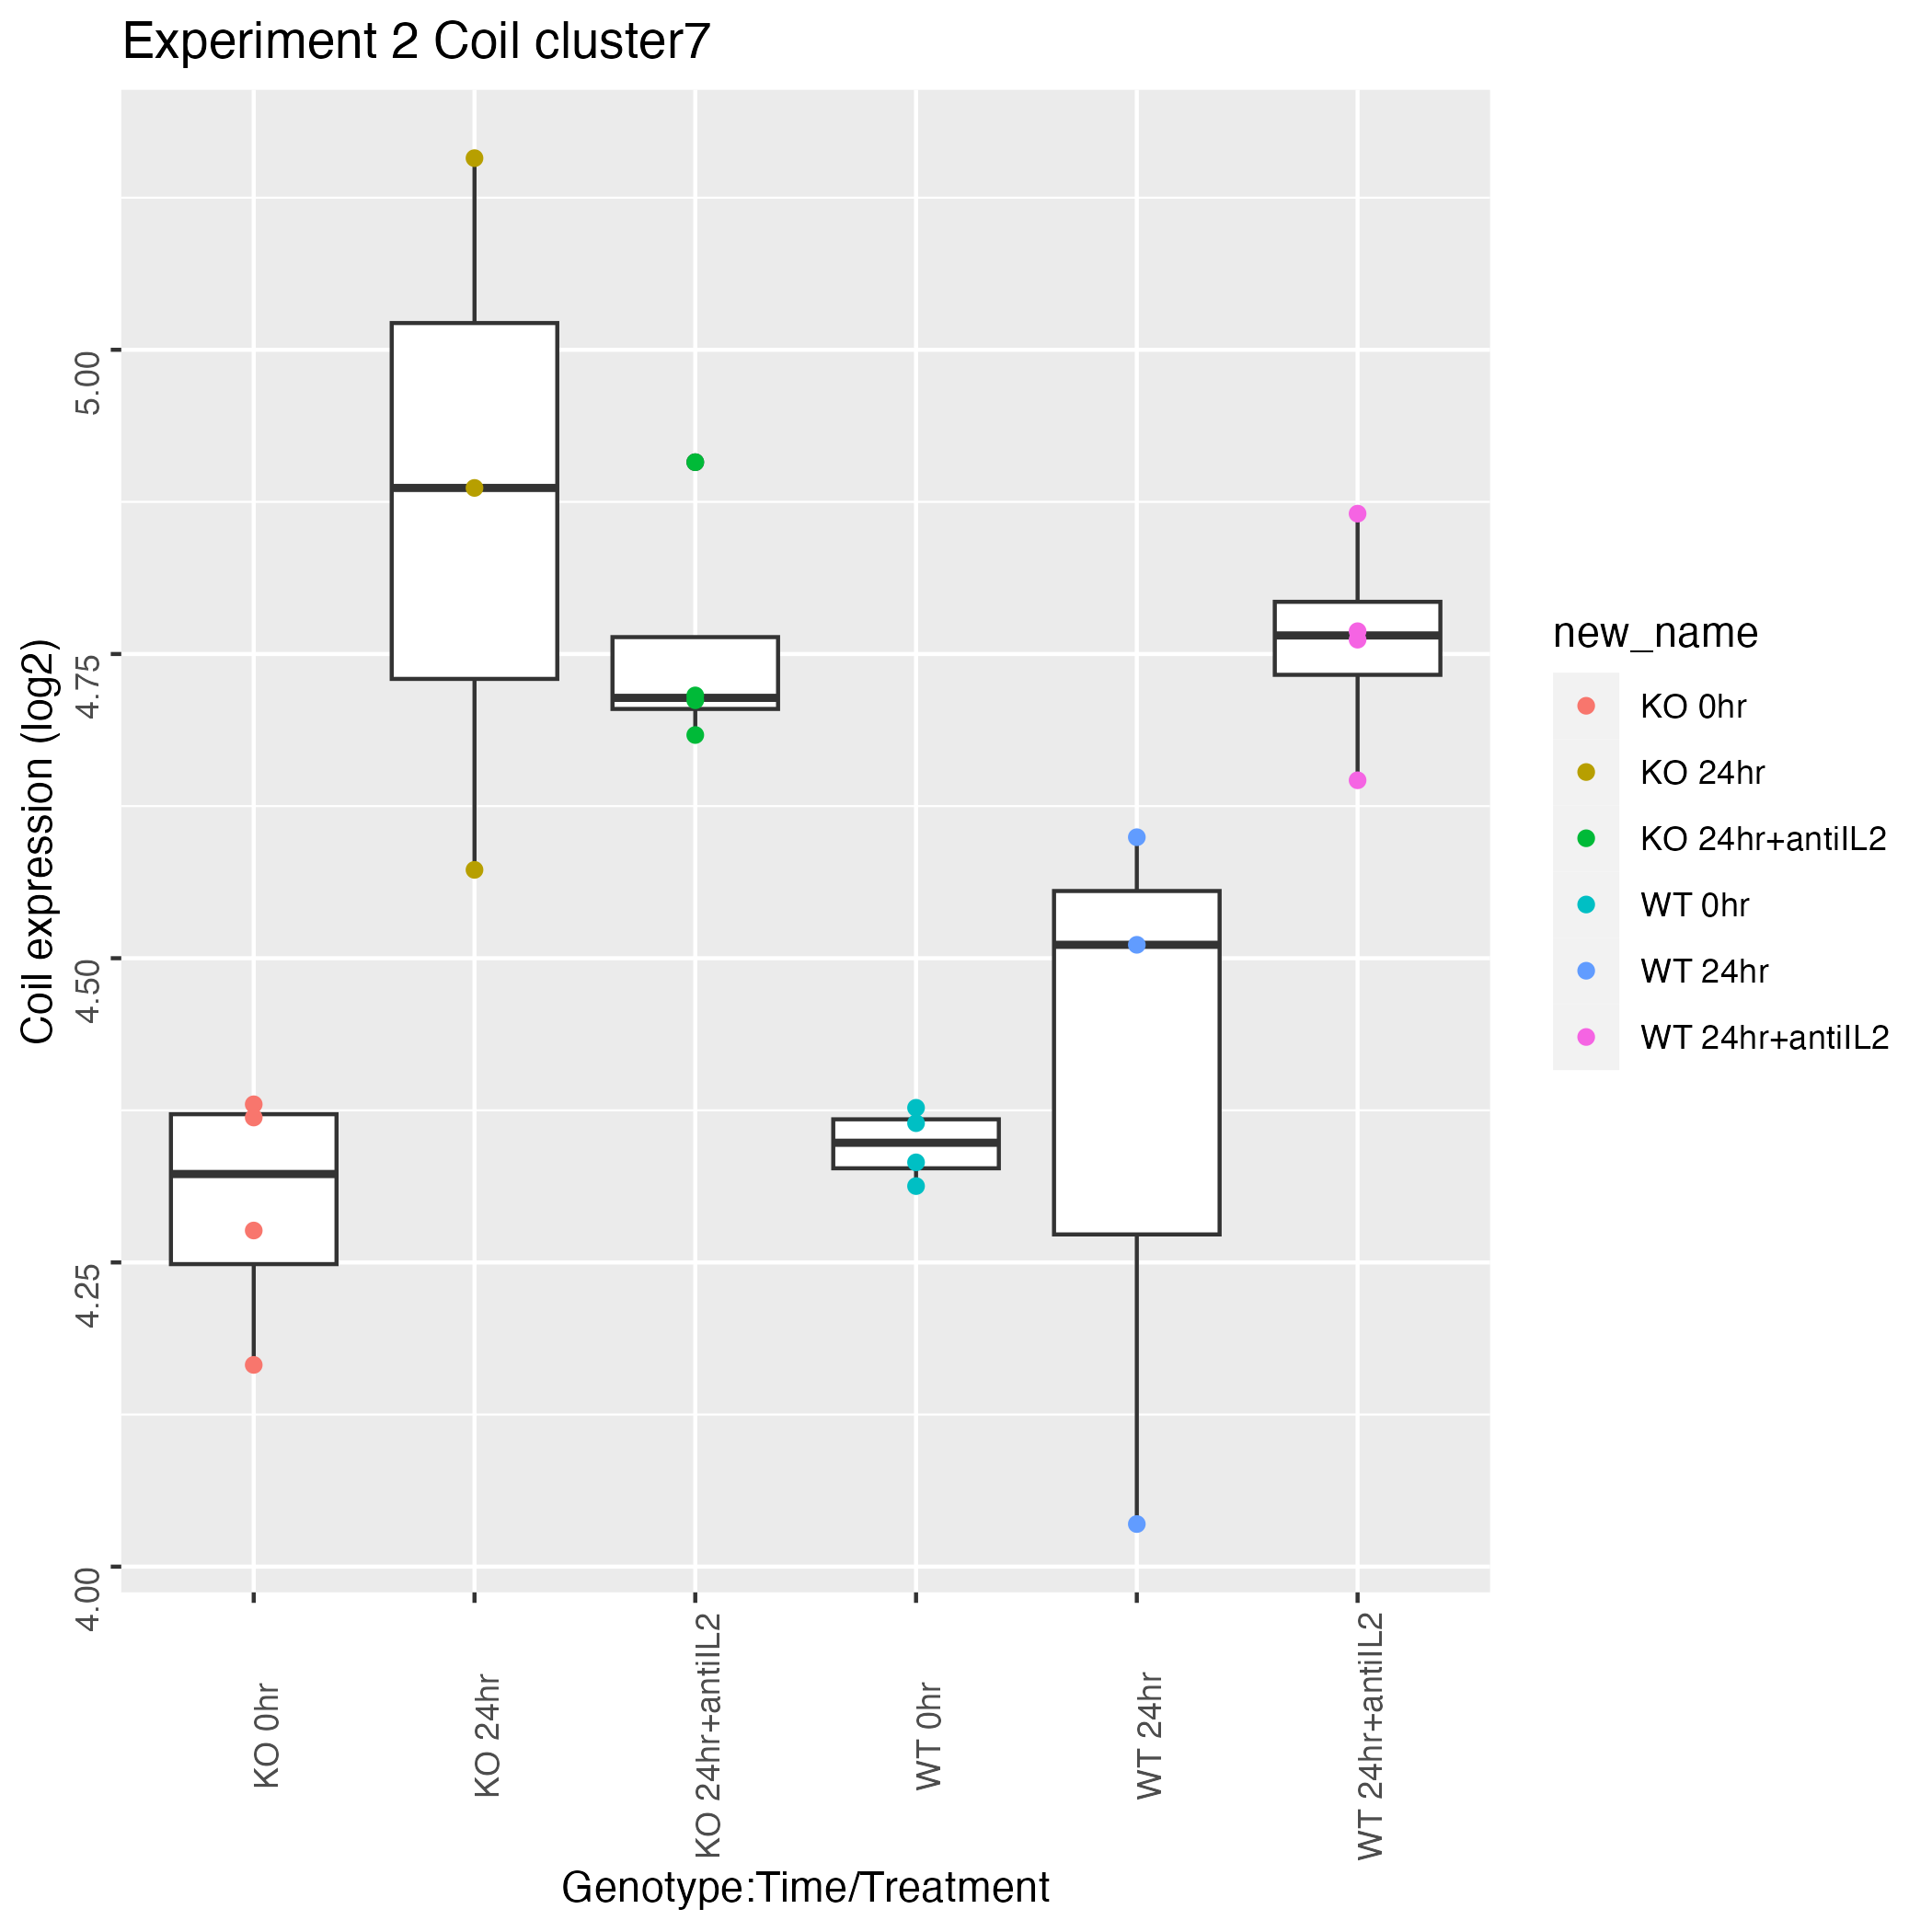 Experiment 2 Coil cluster7
Coil expression (log2)
5.00
4.75
4.50
4.25
4.00
KO 0hr
KO 24hr
KO 24hr+antiIL2
WT 0hr
WT 24hr
WT 24hr+antiIL2
Genotype:Time/Treatment
new_name
KO 0hr
KO 24hr
KO 24hr+antiIL2
WT 0hr
WT 24hr
WT 24hr+antiIL2